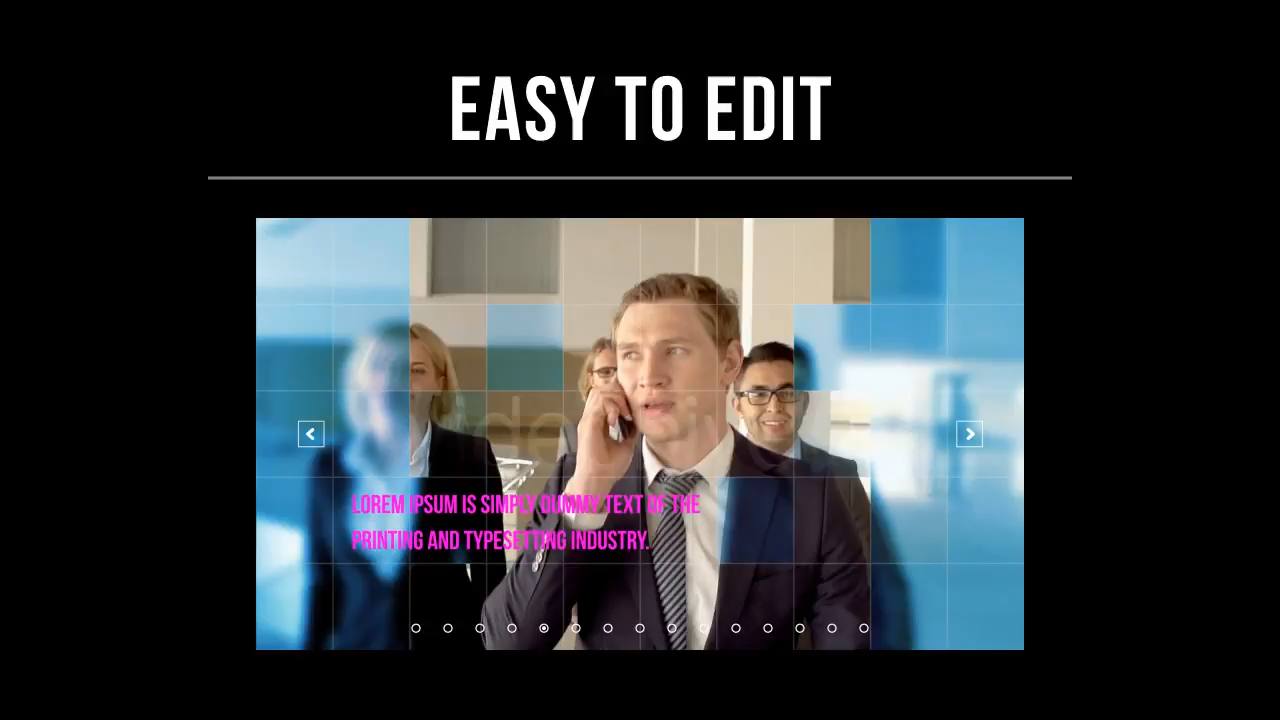 EASY TO EDIT
LOREM IPSUM IS SIMPLY DUMMY TEXT OF THE
PRINTING AND TYPESETTING INDUSTRY.